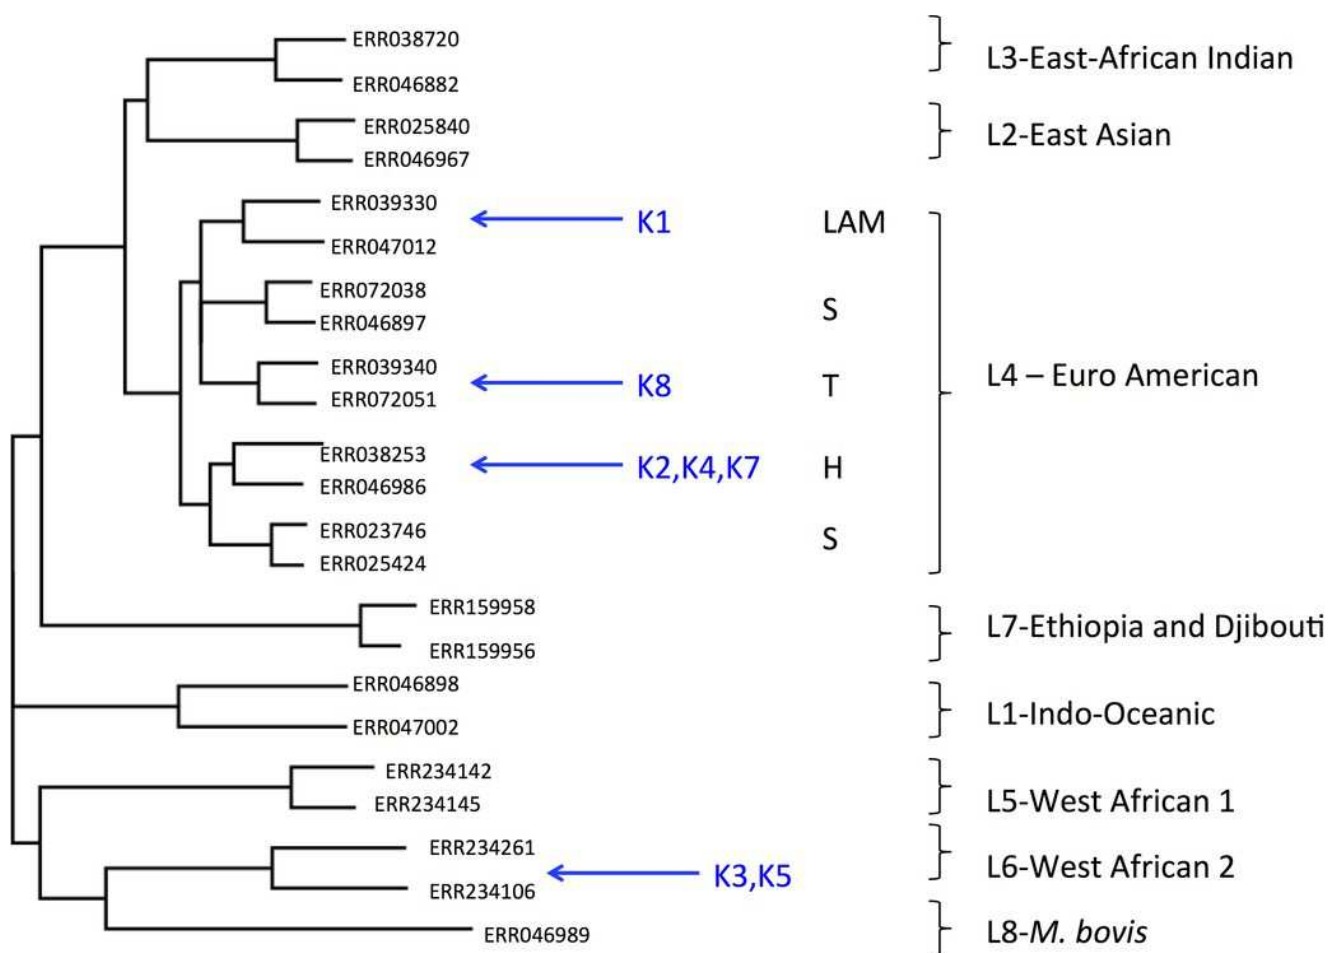 ERR038720
L3-East-African Indian
ERR046882
ERR025840
L2-East Asian
ERR046967
ERR039330
K1 LAM
ERR047012
ERR072038
S
ERR046897
ERR039340
L4 – Euro American
K8 T
ERR072051
ERR038253
K2,K4,K7 H
ERR046986
ERR023746
S
ERR025424
ERR159958
L7-Ethiopia and Djibouti
ERR159956
ERR046898
L1-Indo-Oceanic
ERR047002
ERR234142
L5-West African 1
ERR234145
ERR234261
L6-West African 2
K3,K5
ERR234106
ERR046989
L8-M. bovis